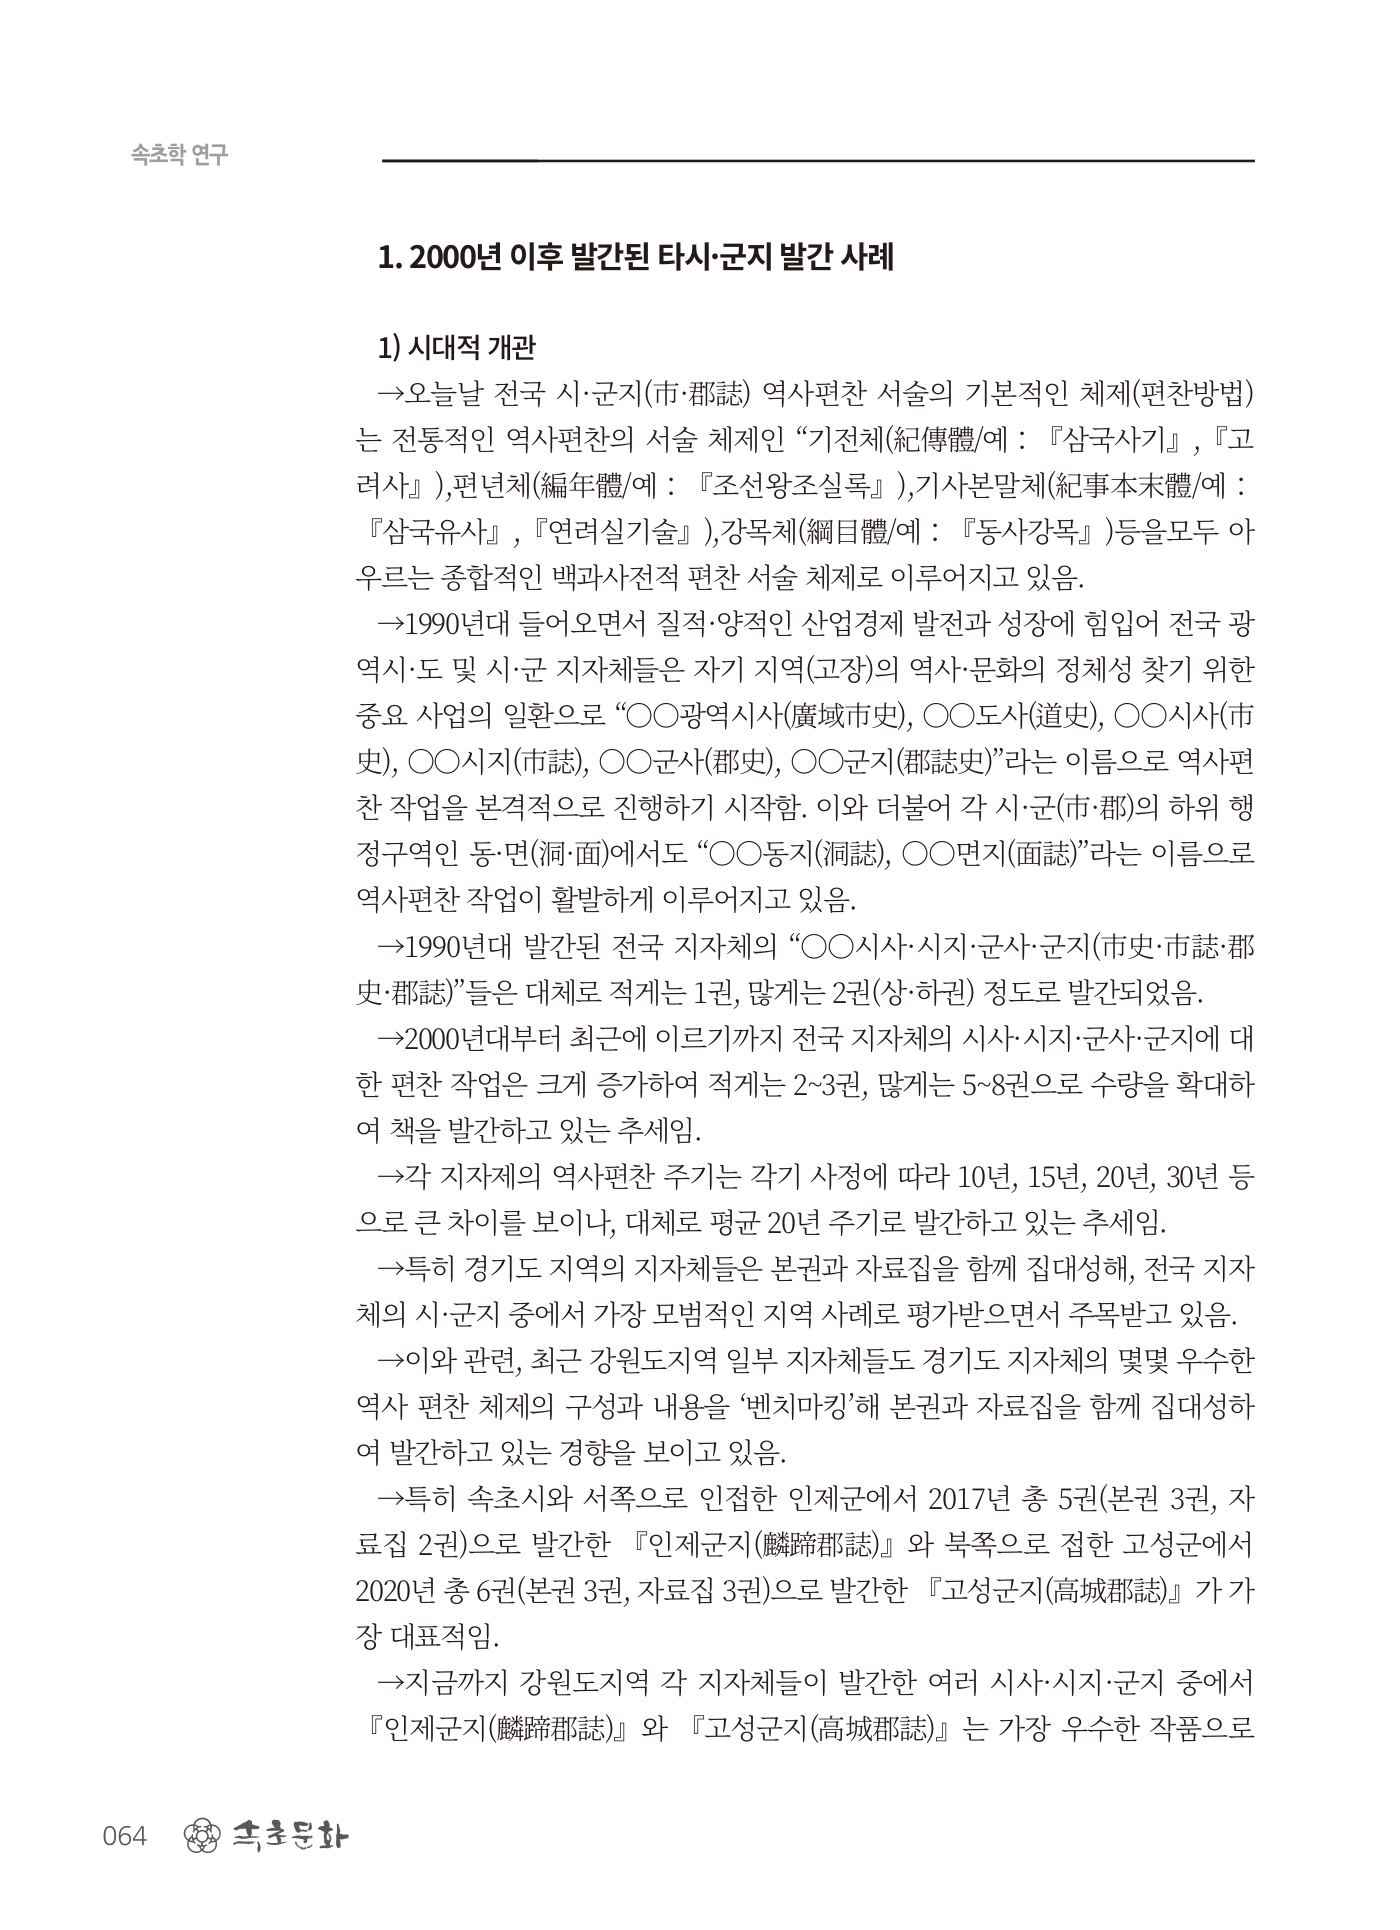 속초학 연구
1. 2000년 이후 발간된 타시·군지 발간 사례
1) 시대적 개관
→오늘날 전국 시·군지(市·郡誌) 역사편찬 서술의 기본적인 체제(편찬방법)
는 전통적인 역사편찬의 서술 체제인 “기전체(紀傳體/예 : 『삼국사기』,『고
려사』),편년체(編年體/예 : 『조선왕조실록』),기사본말체(紀事本末體/예 :
『삼국유사』,『연려실기술』),강목체(綱目體/예 : 『동사강목』)등을모두 아
우르는 종합적인 백과사전적 편찬 서술 체제로 이루어지고 있음.
→1990년대 들어오면서 질적·양적인 산업경제 발전과 성장에 힘입어 전국 광
역시·도 및 시·군 지자체들은 자기 지역(고장)의 역사·문화의 정체성 찾기 위한
중요 사업의 일환으로 “○○광역시사(廣域市史), ○○도사(道史), ○○시사(市
史), ○○시지(市誌), ○○군사(郡史), ○○군지(郡誌史)”라는 이름으로 역사편
찬 작업을 본격적으로 진행하기 시작함. 이와 더불어 각 시·군(市·郡)의 하위 행
정구역인 동·면(洞·面)에서도 “○○동지(洞誌), ○○면지(面誌)”라는 이름으로
역사편찬 작업이 활발하게 이루어지고 있음.
→1990년대 발간된 전국 지자체의 “○○시사·시지·군사·군지(市史·市誌·郡
史·郡誌)”들은 대체로 적게는 1권, 많게는 2권(상·하권) 정도로 발간되었음.
→2000년대부터 최근에 이르기까지 전국 지자체의 시사·시지·군사·군지에 대
한 편찬 작업은 크게 증가하여 적게는 2~3권, 많게는 5~8권으로 수량을 확대하
여 책을 발간하고 있는 추세임.
→각 지자제의 역사편찬 주기는 각기 사정에 따라 10년, 15년, 20년, 30년 등
으로 큰 차이를 보이나, 대체로 평균 20년 주기로 발간하고 있는 추세임.
→특히 경기도 지역의 지자체들은 본권과 자료집을 함께 집대성해, 전국 지자
체의 시·군지 중에서 가장 모범적인 지역 사례로 평가받으면서 주목받고 있음.
→이와 관련, 최근 강원도지역 일부 지자체들도 경기도 지자체의 몇몇 우수한
역사 편찬 체제의 구성과 내용을 ‘벤치마킹’해 본권과 자료집을 함께 집대성하
여 발간하고 있는 경향을 보이고 있음.
→특히 속초시와 서쪽으로 인접한 인제군에서 2017년 총 5권(본권 3권, 자
료집 2권)으로 발간한 『인제군지(麟蹄郡誌)』와 북쪽으로 접한 고성군에서
2020년 총 6권(본권 3권, 자료집 3권)으로 발간한 『고성군지(高城郡誌)』가 가
장 대표적임.
→지금까지 강원도지역 각 지자체들이 발간한 여러 시사·시지·군지 중에서
『인제군지(麟蹄郡誌)』와 『고성군지(高城郡誌)』는 가장 우수한 작품으로
064 속초문화